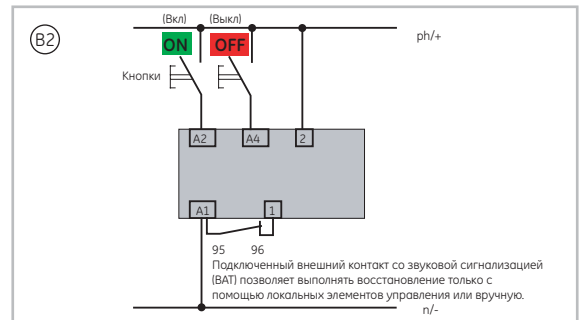 B2
(Вкл) (Выкл)
ON OFF
ph/+
Кнопки
A2 A4 2
A1 1
95 96
Подключенный внешний контакт со звуковой сигнализацией
(BAT) позволяет выполнять восстановление только с
помощью локальных элементов управления или вручную.
n/-